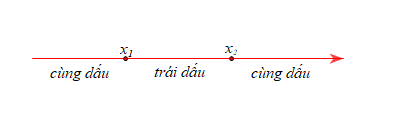 x₁ x₂
cùng dấu trái dấu cùng dấu